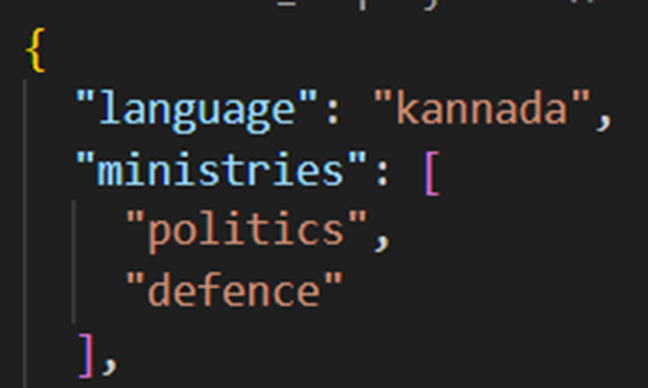 {
"language": "kannada",
"ministries": [
"politics",
"defence"
],